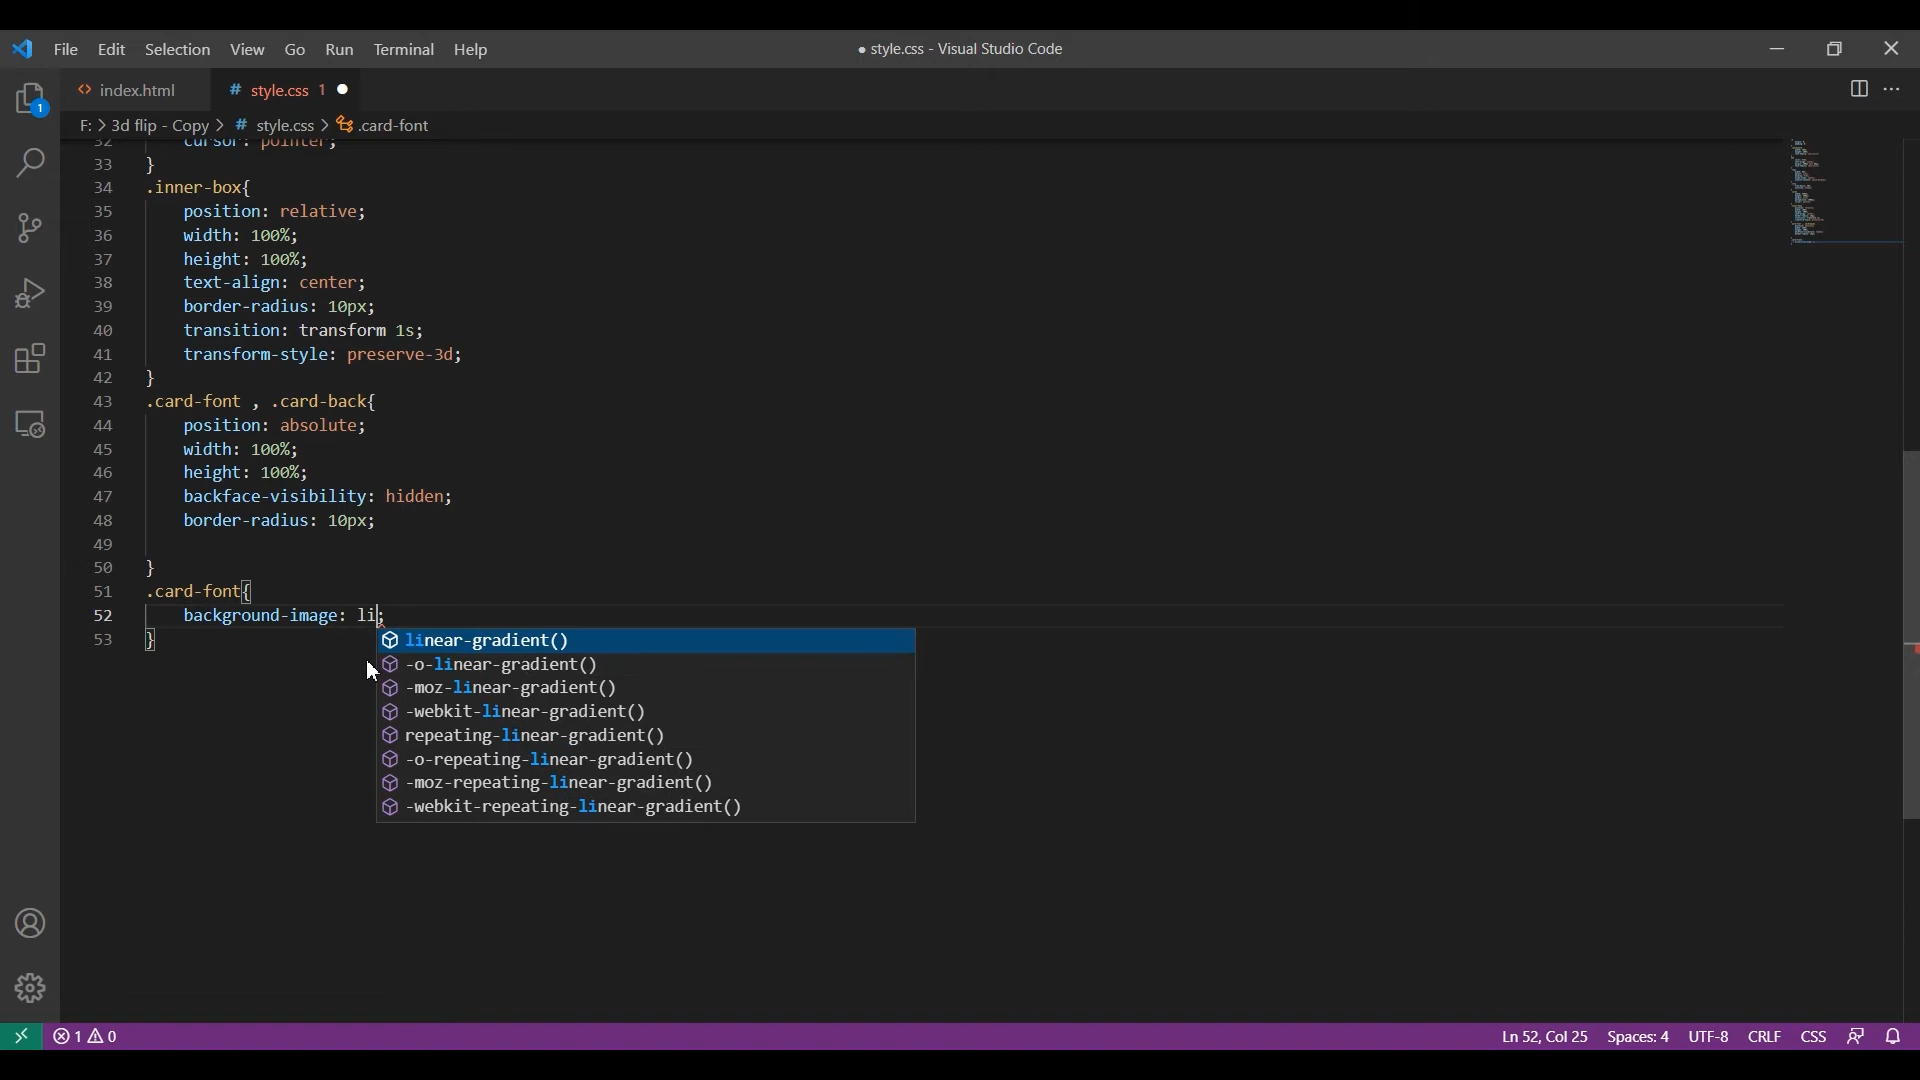 File Edit Selection View Go Run Terminal Help
● style.css - Visual Studio Code
index.html
# style.css 1 ●
F: > 3d flip - Copy > # style.css > .card-font
1
32 cursor: pointer;
33 }
34 .inner-box{
35 position: relative;
36 width: 100%;
37 height: 100%;
38 text-align: center;
39 border-radius: 10px;
40 transition: transform 1s;
41 transform-style: preserve-3d;
42 }
43 .card-font , .card-back{
44 position: absolute;
45 width: 100%;
46 height: 100%;
47 backface-visibility: hidden;
48 border-radius: 10px;
49
50 }
51 .card-font{
52 background-image: li;
53 }
linear-gradient()
-o-linear-gradient()
-moz-linear-gradient()
-webkit-linear-gradient()
repeating-linear-gradient()
-o-repeating-linear-gradient()
-moz-repeating-linear-gradient()
-webkit-repeating-linear-gradient()
1 0
Ln 52, Col 25 Spaces: 4 UTF-8 CRLF CSS